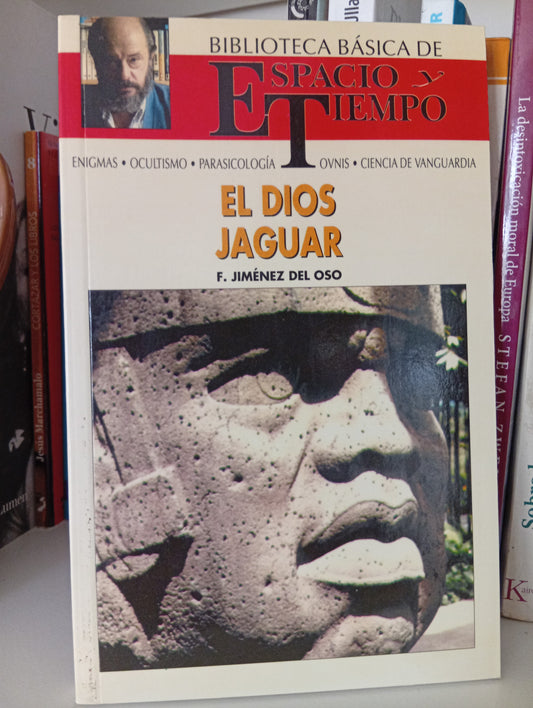 BIBLIOTECA BÁSICA DE
ESPACIO Y
TIEMPO
ENIGMAS • OCULTISMO • PARASICOLOGÍA OVNIS • CIENCIA DE VANGUARDIA
EL DIOS
JAGUAR
F. JIMÉNEZ DEL OSO
8
CORTÁZAR Y LOS LIBROS
Jesús Marchamalo
La desintoxicación moral de Europa
STEFAN